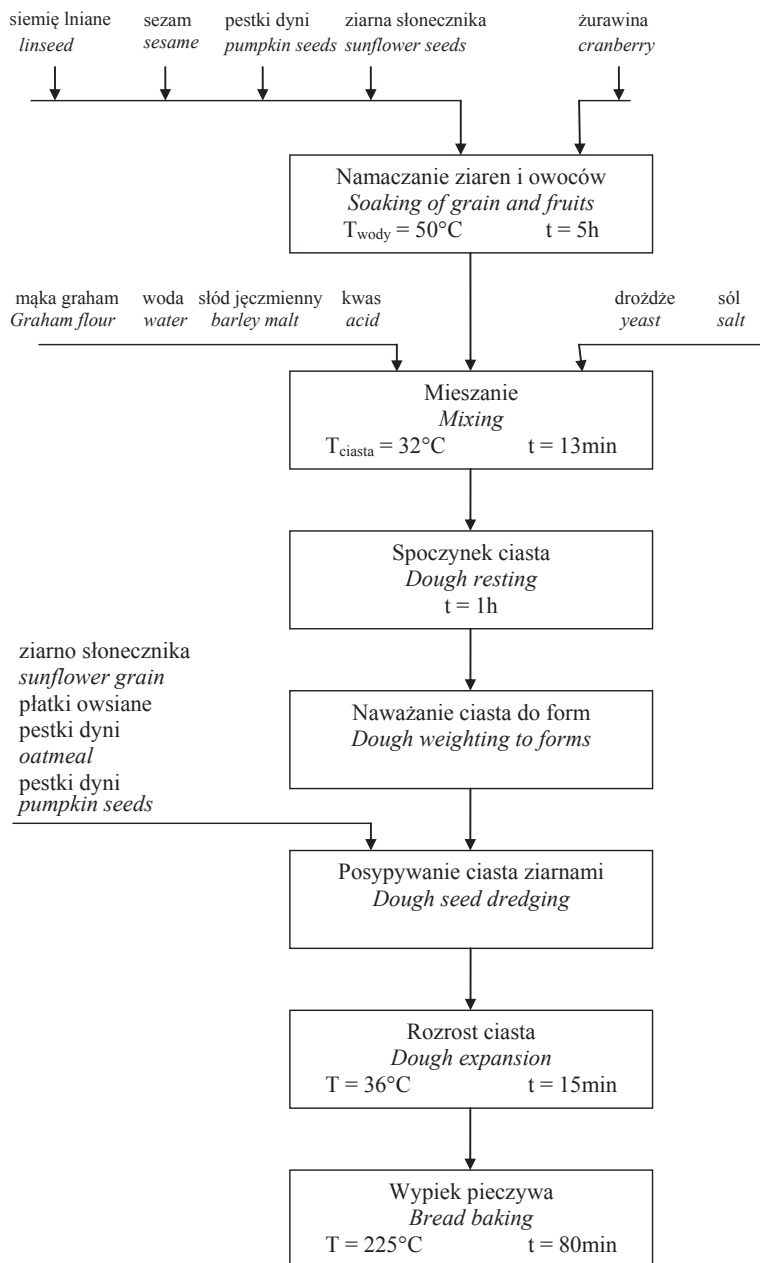 siemię lniane sezam pestki dyni ziarna słonecznika żurawina
linseed sesame pumpkin seeds sunflower seeds cranberry
Namaczanie ziaren i owoców
Soaking of grain and fruits
Twody = 50°C t = 5h
mąka graham woda słód jęczmienny kwas drożdże sól
Graham flour water barley malt acid yeast salt
Mieszanie
Mixing
Tciasta = 32°C t = 13min
Spoczynek ciasta
Dough resting
t = 1h
ziarno słonecznika
sunflower grain
płatki owsiane
pestki dyni
oatmeal
pestki dyni
pumpkin seeds
Naważanie ciasta do form
Dough weighting to forms
Posypywanie ciasta ziarnami
Dough seed dredging
Rozrost ciasta
Dough expansion
T = 36°C t = 15min
Wypiek pieczywa
Bread baking
T = 225°C t = 80min